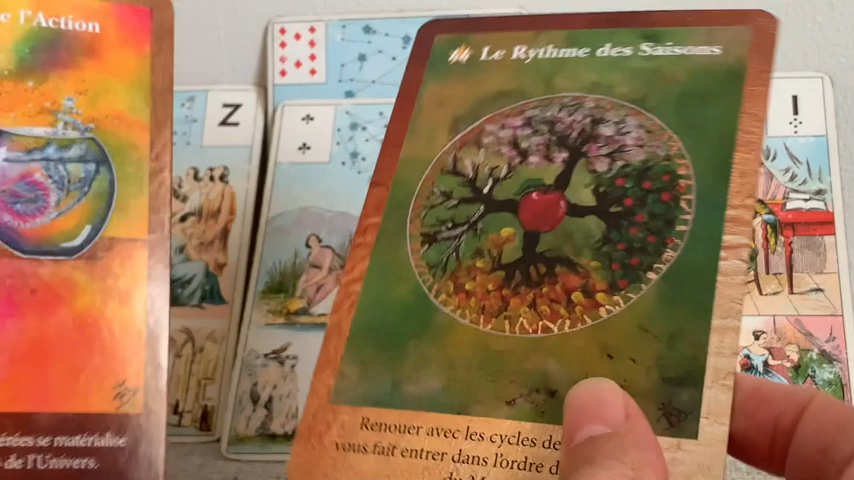 e l'Action
Le Rythme des Saisons
Z
I
Renouer avec les cycles de
vous fait entrer dans l'ordre d
du M
érées se matérialise
de l'Univers.